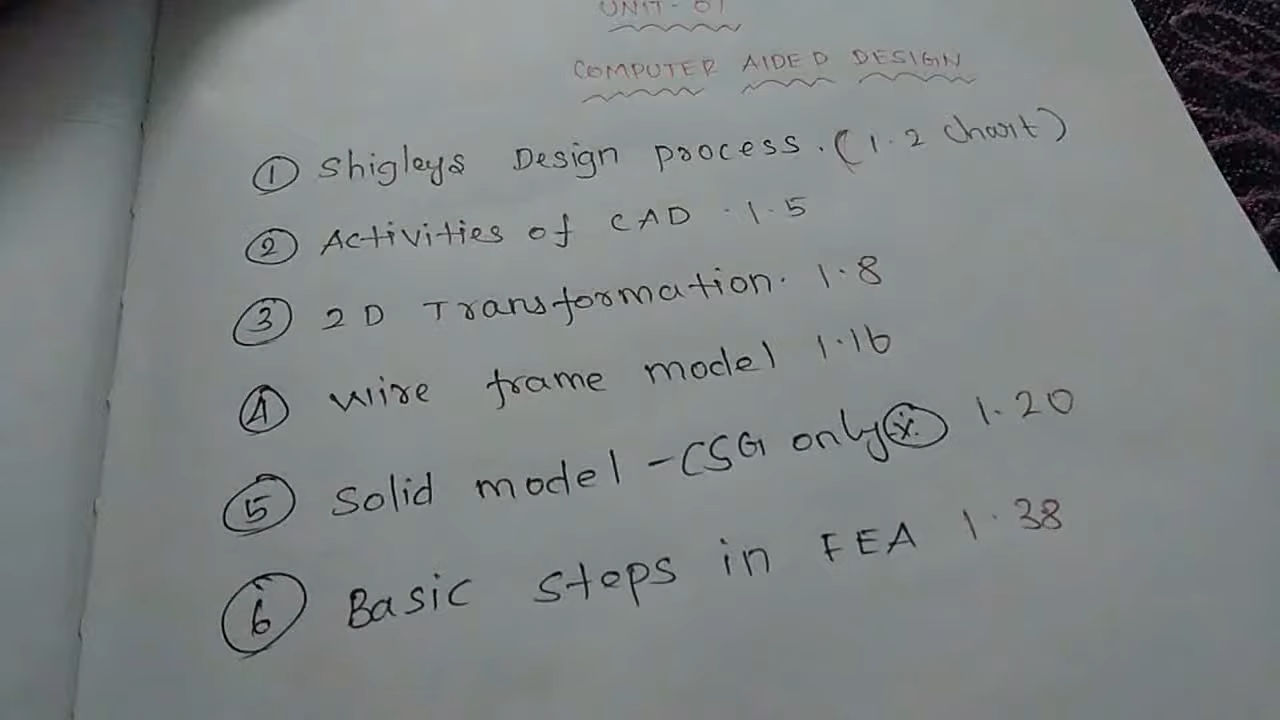 UNIT-01
COMPUTER AIDED DESIGN
① Shigleys Design process. (1.2 chart)
② Activities of CAD . 1.5
③ 2D Transformation. 1.8
④ Wire frame model 1.16
⑤ Solid model - CSG only 1.20
⑥ Basic steps in FEA 1.38